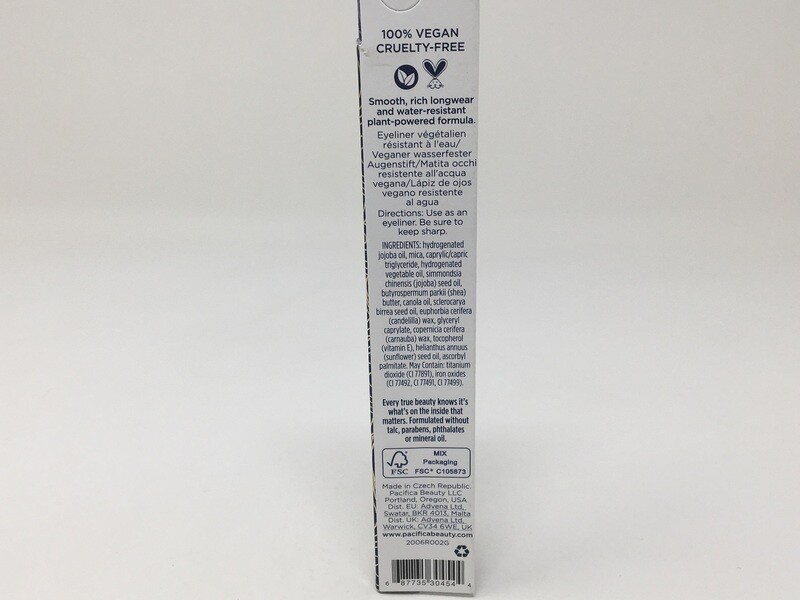 100% VEGAN
CRUELTY-FREE
Smooth, rich longwear
and water-resistant
plant-powered formula.
Eyeliner végétalien
résistant à l'eau/
Veganer wasserfester
Augenstift/Matita occhi
resistente all'acqua
vegana/Lápiz de ojos
vegano resistente
al agua
Directions: Use as an
eyeliner. Be sure to
keep sharp.
INGREDIENTS: hydrogenated
jojoba oil, mica, caprylic/capric
triglyceride, hydrogenated
vegetable oil, simmondsia
chinensis (jojoba) seed oil,
butyrospermum parkii (shea)
butter, canola oil, sclerocarya
birrea seed oil, euphorbia cerifera
(candelilla) wax, glyceryl
caprylate, copernicia cerifera
(carnauba) wax, tocopherol
(vitamin E), helianthus annuus
(sunflower) seed oil, ascorbyl
palmitate. May Contain: titanium
dioxide (CI 77891), iron oxides
(CI 77492, CI 77491, CI 77499).
Every true beauty knows it's
what's on the inside that
matters. Formulated without
talc, parabens, phthalates
or mineral oil.
MIX
Packaging
FSC FSC® C105873
Made in Czech Republic.
Pacifica Beauty LLC
Portland, Oregon, USA
Dist. EU: Advena Ltd,
Swatar, BKR 4013, Malta
Dist. UK: Advena Ltd,
Warwick, CV34 6WE, UK
www.pacificabeauty.com
2006R002G
6 87735 30454 4